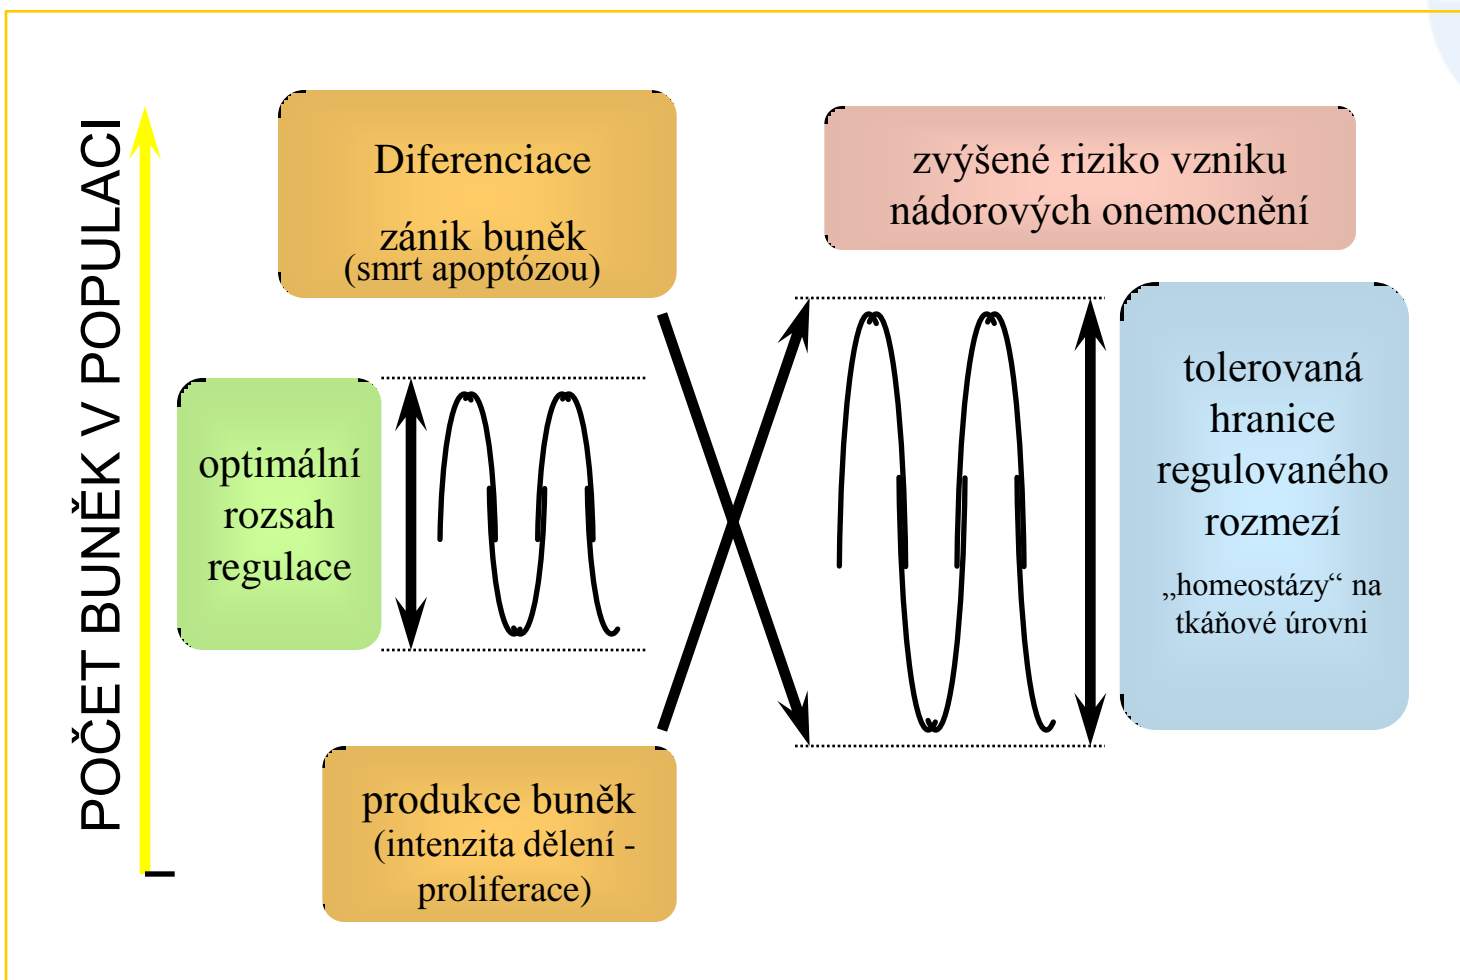 POČET BUNĚK V POPULACI
Diferenciace
zánik buněk
(smrt apoptózou)
zvýšené riziko vzniku
nádorových onemocnění
optimální
rozsah
regulace
tolerovaná
hranice
regulovaného
rozmezí
„homeostázy“ na
tkáňové úrovni
produkce buněk
(intenzita dělení -
proliferace)